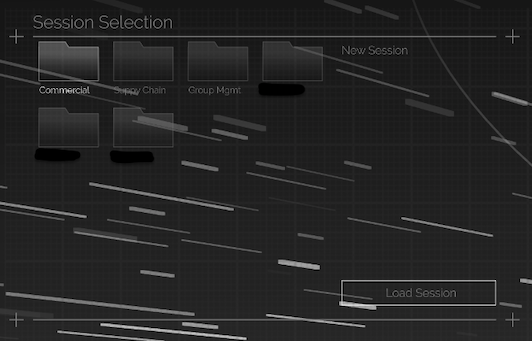 Session Selection
New Session
Commercial
Supply Chain
Group Mgmt
Load Session